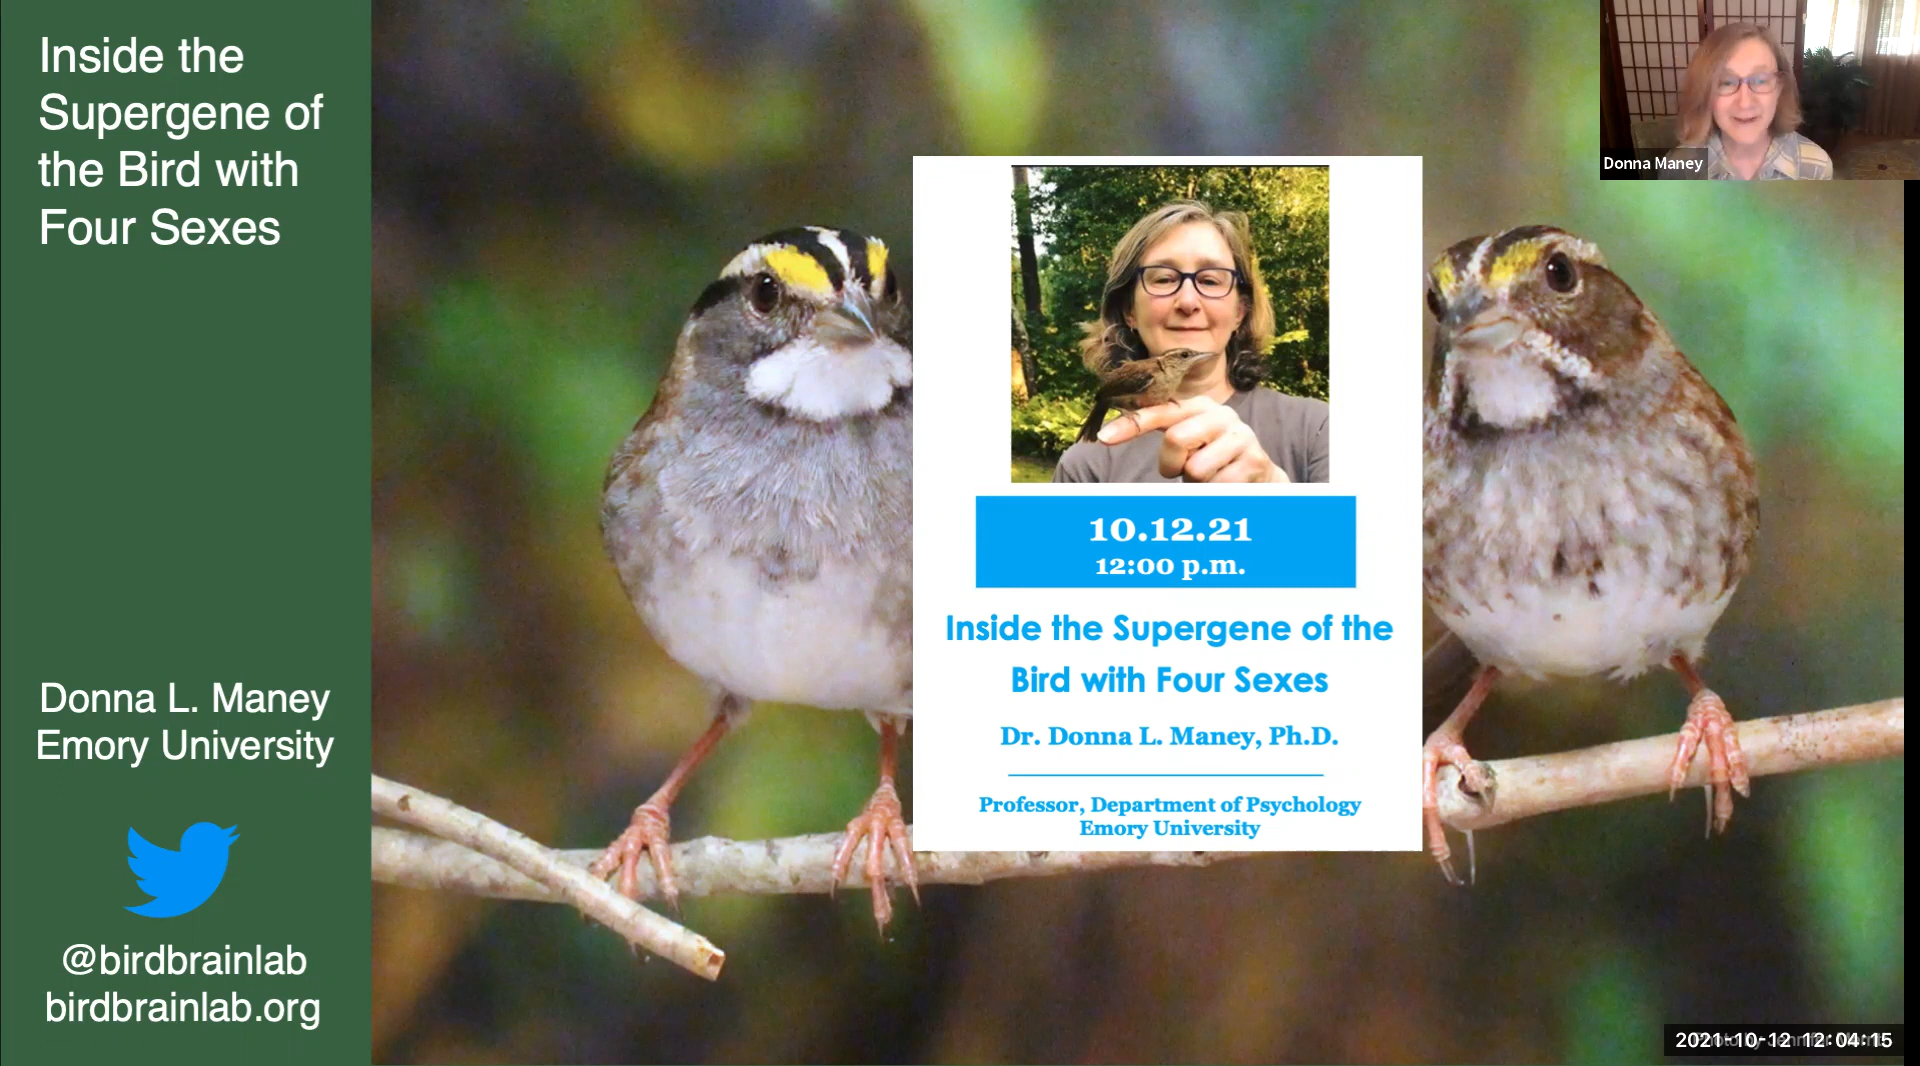 Inside the
Supergene of
the Bird with
Four Sexes
Donna L. Maney
Emory University
@birdbrainlab
birdbrainlab.org
10.12.21
12:00 p.m.
Inside the Supergene of the
Bird with Four Sexes
Dr. Donna L. Maney, Ph.D.
Professor, Department of Psychology
Emory University
Donna Maney
2021-10-12 12:04:15